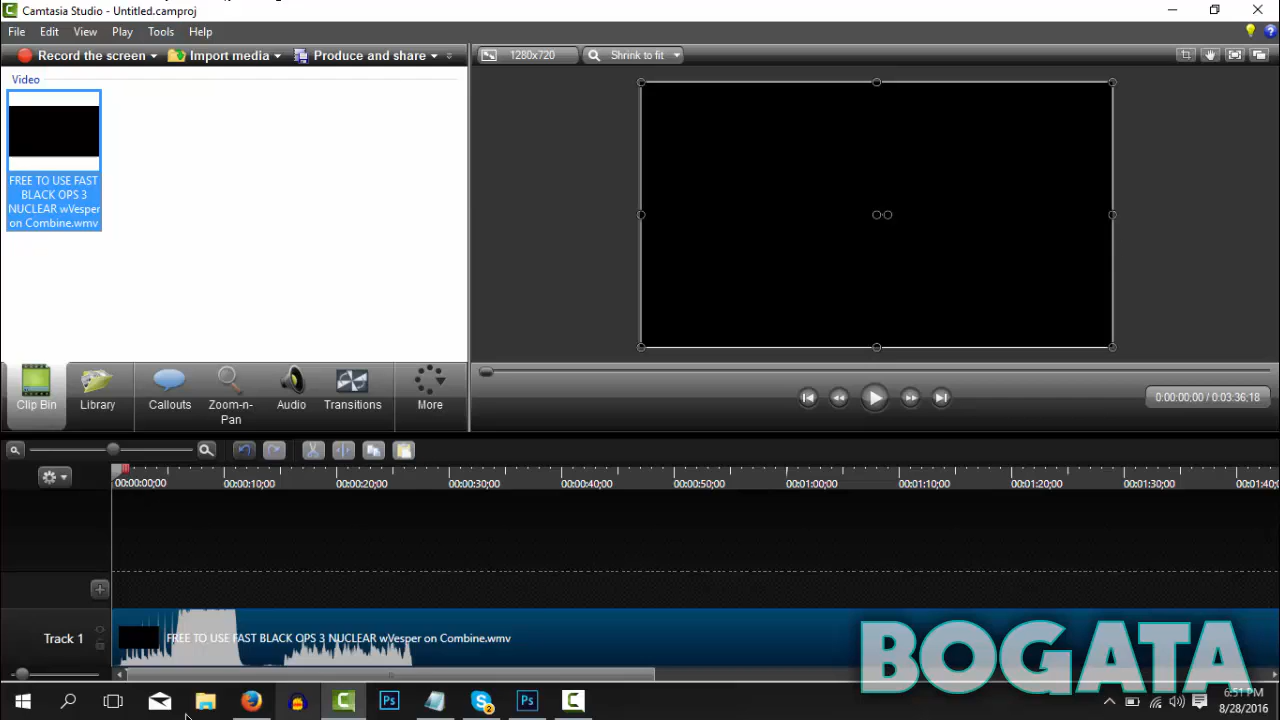 Camtasia Studio - Untitled.camproj
File Edit View Play Tools Help
Record the screen Import media Produce and share
1280x720 Shrink to fit
Video
FREE TO USE FAST
BLACK OPS 3
NUCLEAR wVesper
on Combine.wmv
Clip Bin Library Callouts Zoom-n-
Pan Audio Transitions More
0:00:00;00 / 0:03:36;18
00:00:00;00 00:00:10;00 00:00:20;00 00:00:30;00 00:00:40;00 00:00:50;00 00:01:00;00 00:01:10;00 00:01:20;00 00:01:30;00 00:01:40;
Track 1 FREE TO USE FAST BLACK OPS 3 NUCLEAR wVesper on Combine.wmv
BOGATA
Ps 2 Ps
6:51 PM
8/28/2016